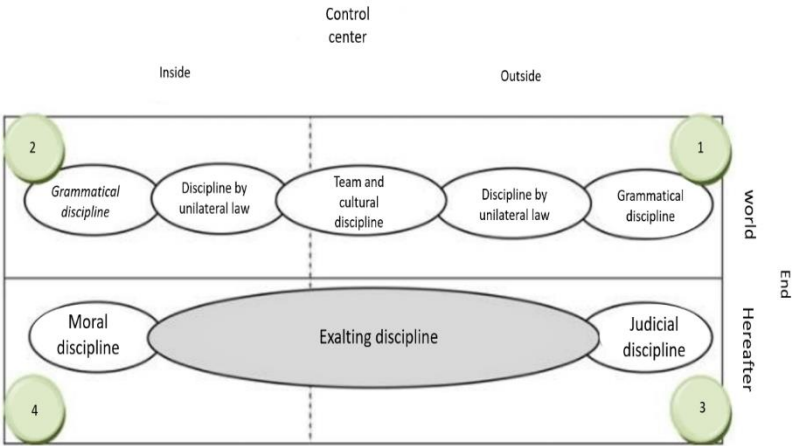 Control
center
Inside
Outside
2
1
Grammatical
discipline
Discipline by
unilateral law
Team and
cultural
discipline
Discipline by
unilateral law
Grammatical
discipline
world
End
Moral
discipline
Exalting discipline
Judicial
discipline
Hereafter
4
3